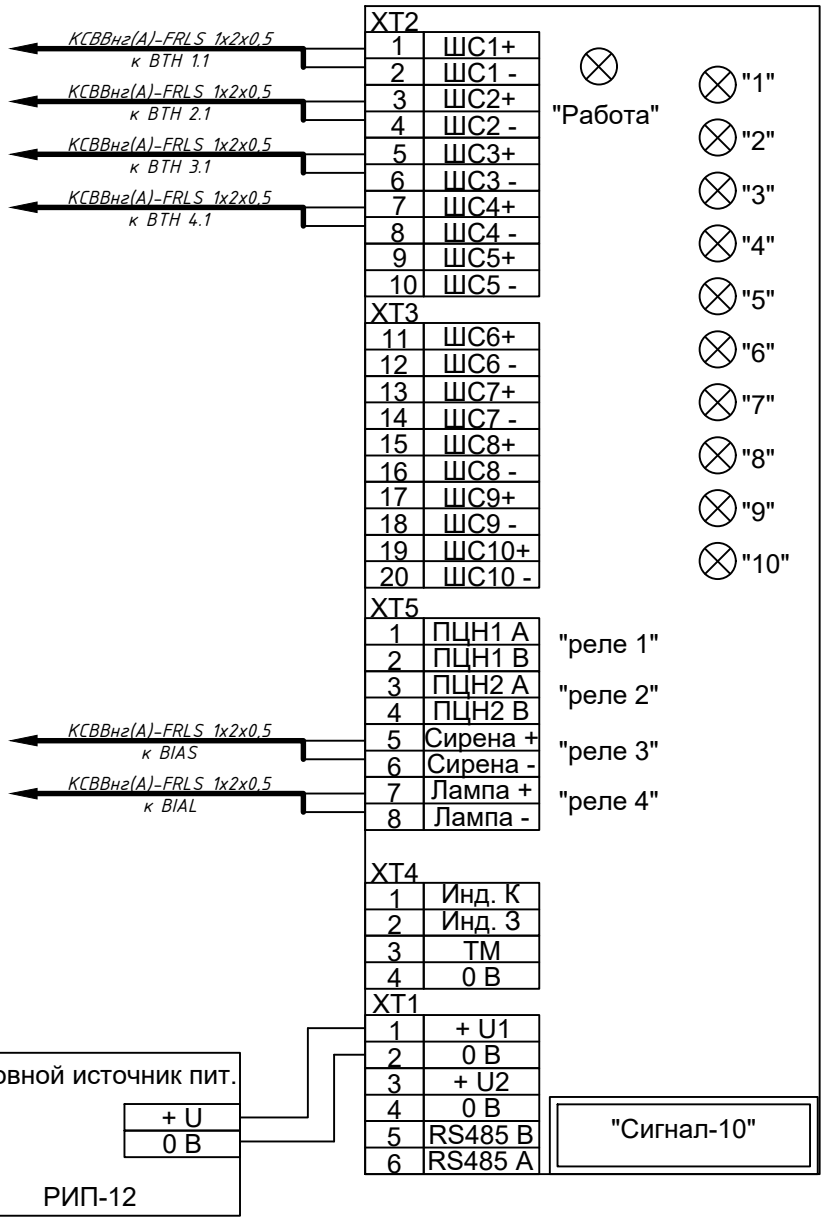 XT2
КСВВнг(А)-FRLS 1x2x0,5
к ВТН 1.1
1 ШС1+
2 ШС1 -
КСВВнг(А)-FRLS 1x2x0,5
к ВТН 2.1
3 ШС2+
4 ШС2 -
КСВВнг(А)-FRLS 1x2x0,5
к ВТН 3.1
5 ШС3+
6 ШС3 -
КСВВнг(А)-FRLS 1x2x0,5
к ВТН 4.1
7 ШС4+
8 ШС4 -
9 ШС5+
10 ШС5 -
XT3
11 ШС6+
12 ШС6 -
13 ШС7+
14 ШС7 -
15 ШС8+
16 ШС8 -
17 ШС9+
18 ШС9 -
19 ШС10+
20 ШС10 -
"Работа"
"1"
"2"
"3"
"4"
"5"
"6"
"7"
"8"
"9"
"10"
XT5
1 ПЦН1 А
2 ПЦН1 В
"реле 1"
3 ПЦН2 А
4 ПЦН2 В
"реле 2"
КСВВнг(А)-FRLS 1x2x0,5
к BIAS
5 Сирена +
6 Сирена -
"реле 3"
КСВВнг(А)-FRLS 1x2x0,5
к BIAL
7 Лампа +
8 Лампа -
"реле 4"
XT4
1 Инд. К
2 Инд. З
3 ТМ
4 0 В
XT1
1 + U1
2 0 В
3 + U2
4 0 В
5 RS485 B
6 RS485 A
"Сигнал-10"
овной источник пит.
+ U
0 В
РИП-12